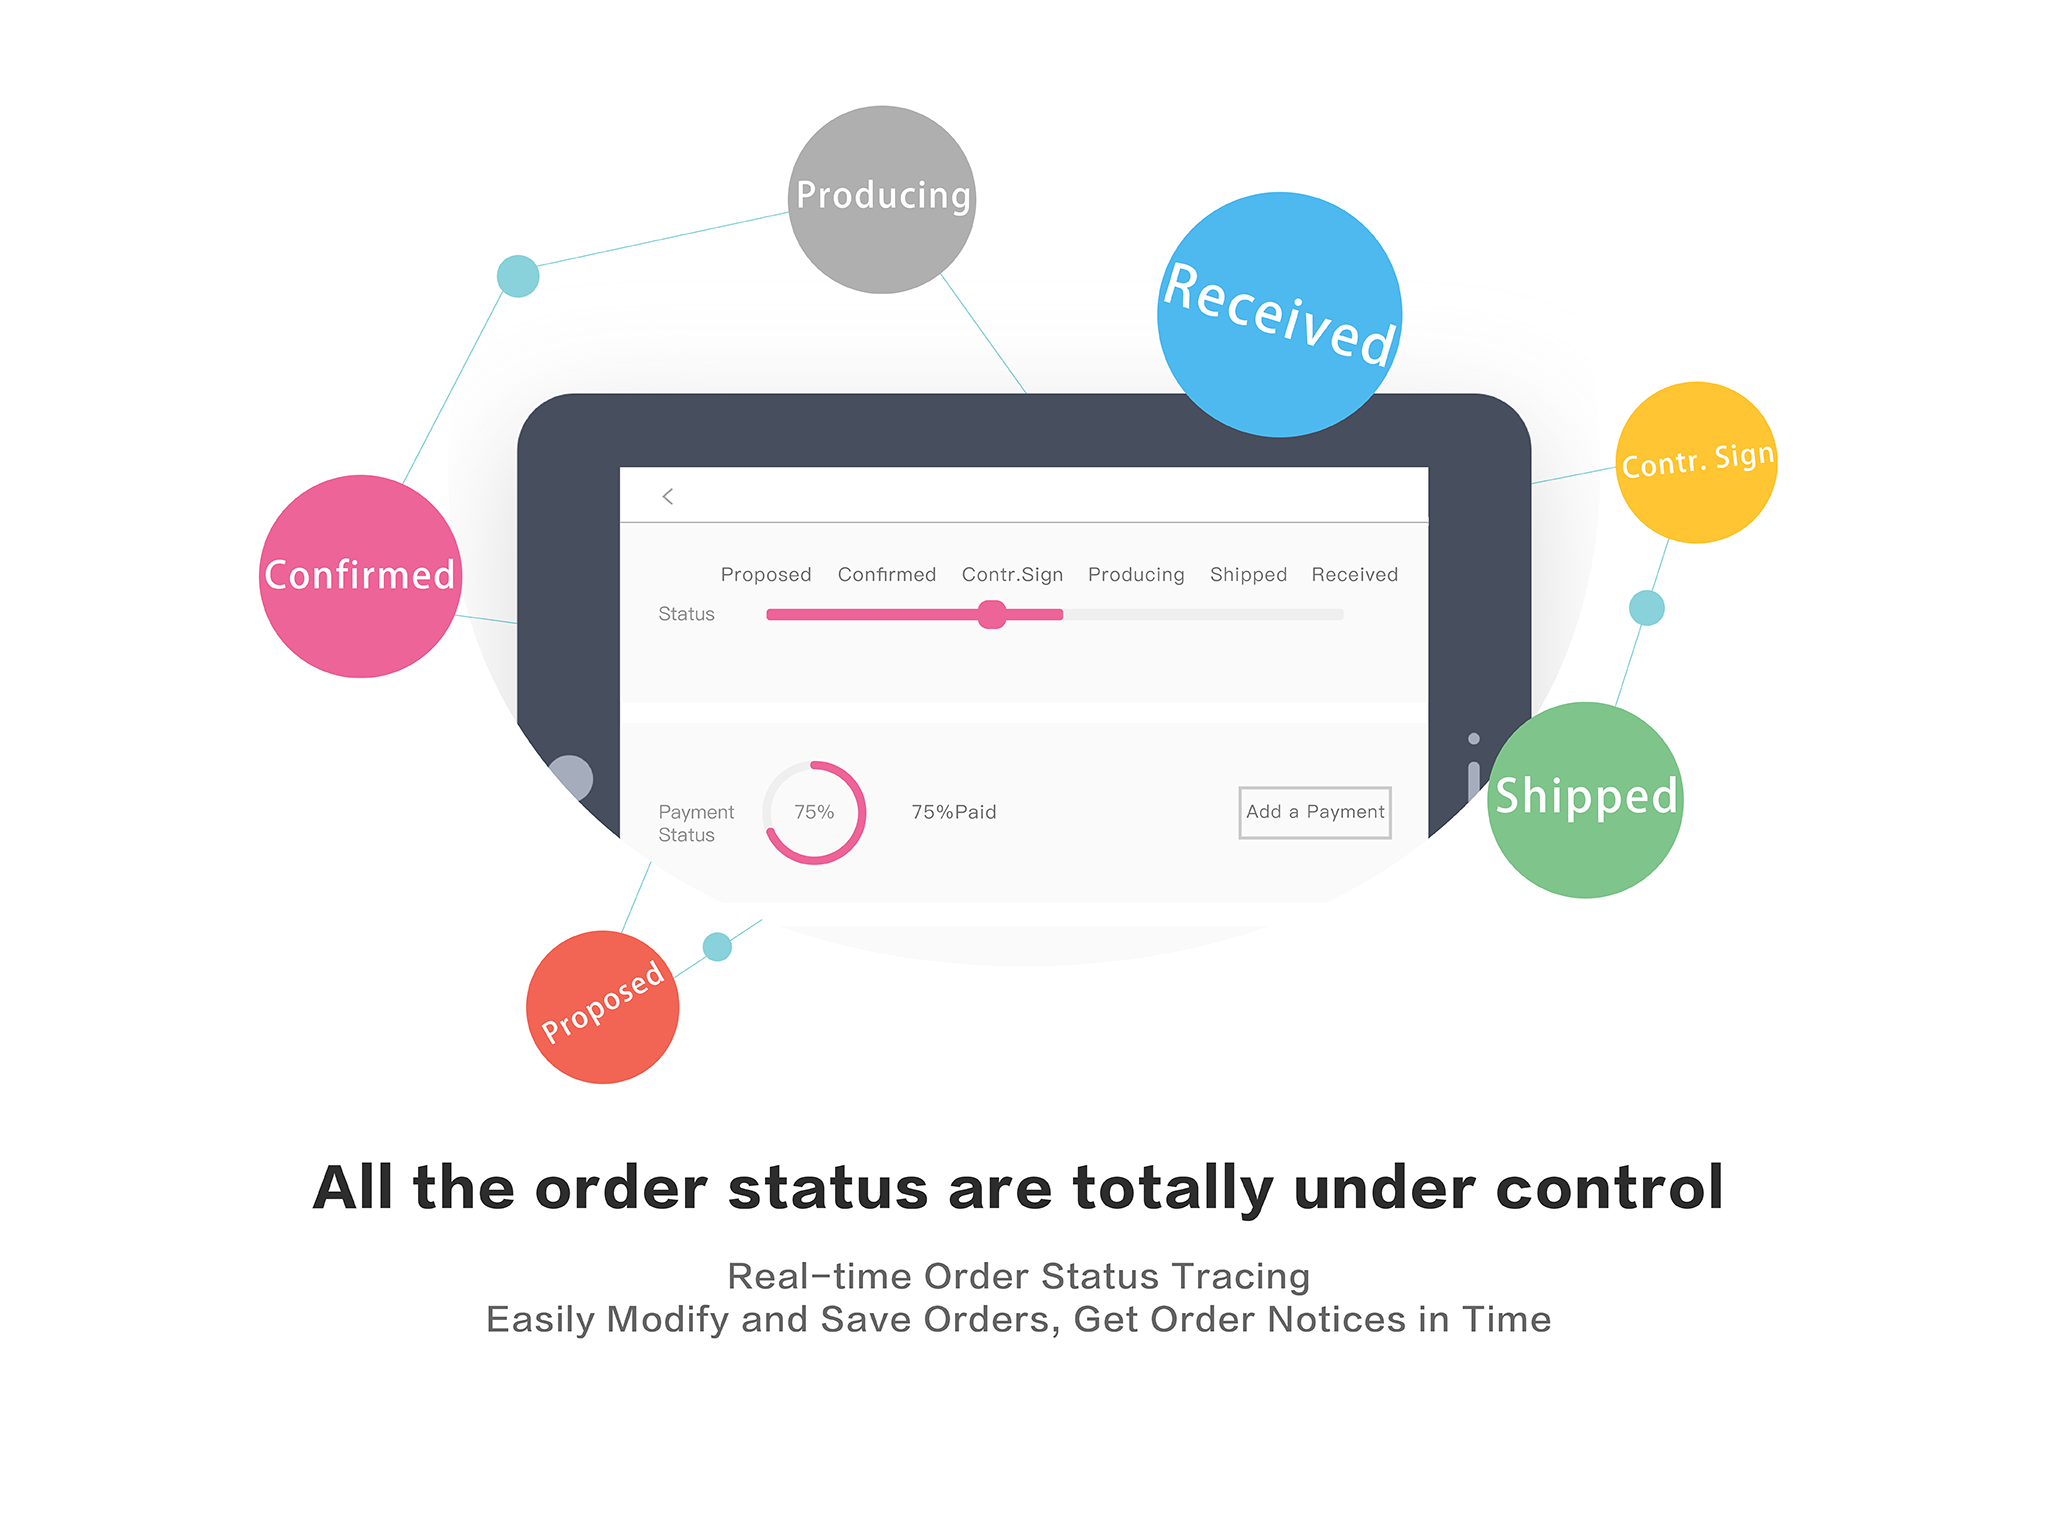 Producing
Received
Contr. Sign
Confirmed
Proposed Confirmed Contr.Sign Producing Shipped Received
Status
Shipped
75%
75%Paid
Add a Payment
Payment
Status
Proposed
All the order status are totally under control
Real-time Order Status Tracing
Easily Modify and Save Orders, Get Order Notices in Time